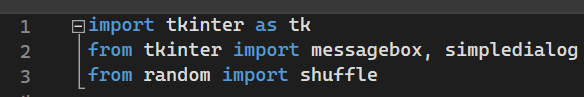 1 import tkinter as tk
2 from tkinter import messagebox, simpledialog
3 from random import shuffle